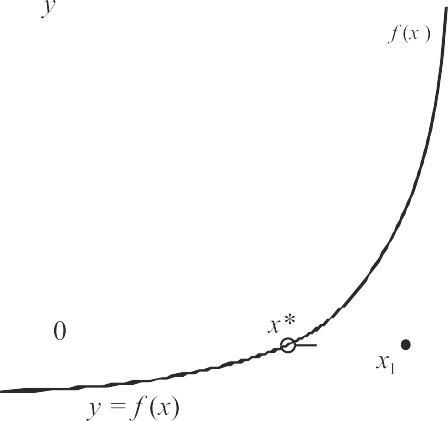 y
f(x)
0
x*
x₁
y = f(x)